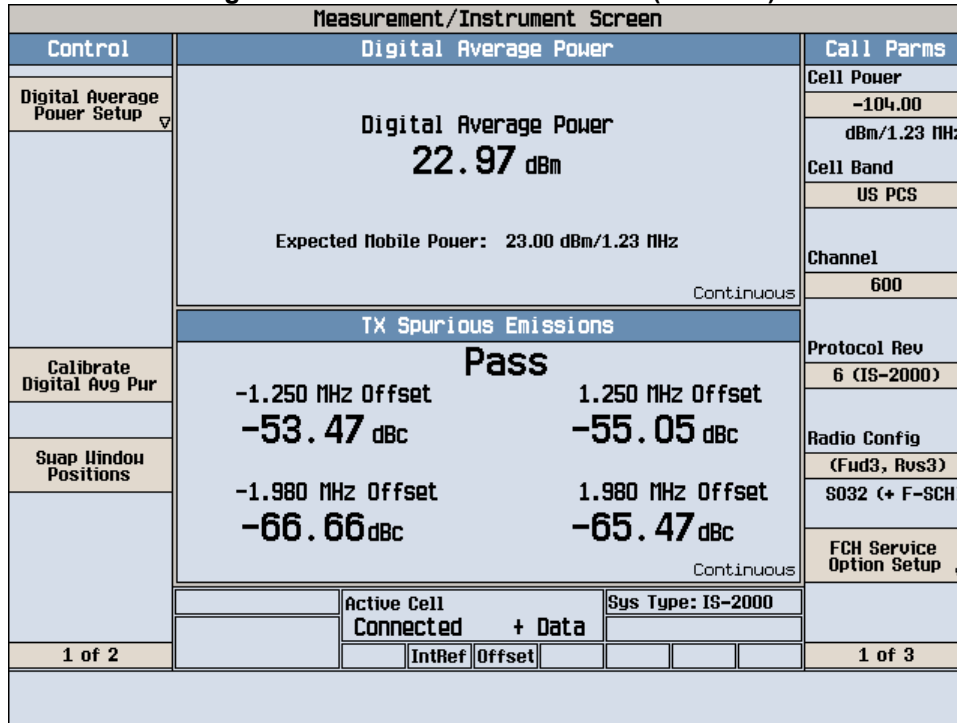 Measurement/Instrument Screen
Control
Digital Average
Power Setup
Calibrate
Digital Avg Pwr
Swap Window
Positions
1 of 2
Digital Average Power
Digital Average Power
22.97 dBm
Expected Mobile Power: 23.00 dBm/1.23 MHz
Continuous
TX Spurious Emissions
Pass
-1.250 MHz Offset 1.250 MHz Offset
-53.47 dBc -55.05 dBc
-1.980 MHz Offset 1.980 MHz Offset
-66.66 dBc -65.47 dBc
Continuous
Active Cell Sys Type: IS-2000
Connected + Data
IntRef Offset
Call Parms
Cell Power
-104.00
dBm/1.23 MHz
Cell Band
US PCS
Channel
600
Protocol Rev
6 (IS-2000)
Radio Config
(Fwd3, Rvs3)
SO32 (+ F-SCH
FCH Service
Option Setup
1 of 3